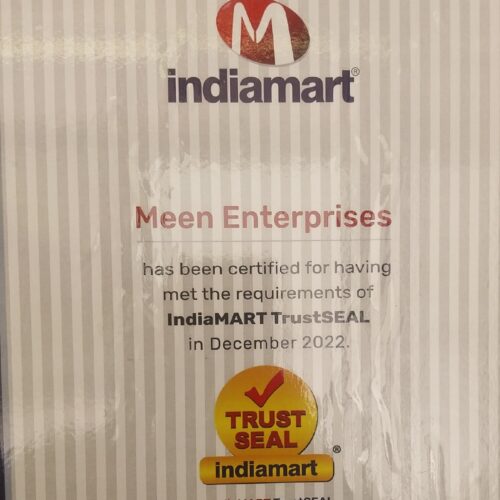 indiamart®
Meen Enterprises
has been certified for having
met the requirements of
IndiaMART TrustSEAL
in December 2022.
TRUST
SEAL
indiamart®